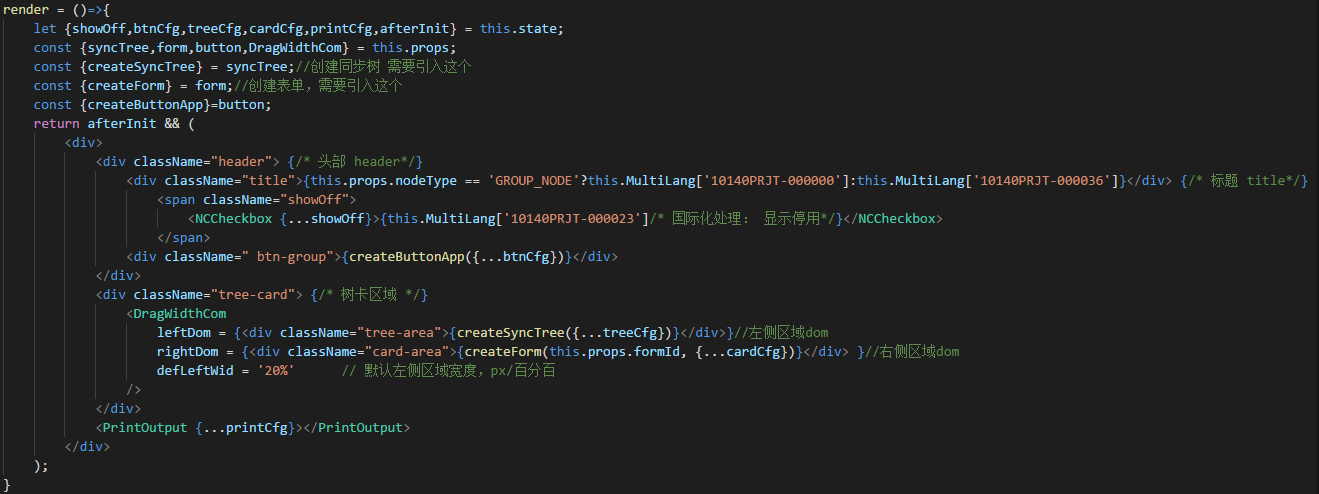 render = ()=>{
let {showOff,btnCfg,treeCfg,cardCfg,printCfg,afterInit} = this.state;
const {syncTree,form,button,DragWidthCom} = this.props;
const {createSyncTree} = syncTree;//创建同步树 需要引入这个
const {createForm} = form;//创建表单，需要引入这个
const {createButtonApp}=button;
return afterInit && (
<div>
<div className="header"> {/* 头部 header*/}
<div className="title">{this.props.nodeType == 'GROUP_NODE'?this.MultiLang['10140PRJT-000000']:this.MultiLang['10140PRJT-000036']}</div> {/* 标题 title*/}
<span className="showOff">
<NCCheckbox {...showOff}>{this.MultiLang['10140PRJT-000023']/* 国际化处理： 显示停用*/}</NCCheckbox>
</span>
<div className=" btn-group">{createButtonApp({...btnCfg})}</div>
</div>
<div className="tree-card"> {/* 树卡区域 */}
<DragWidthCom
leftDom = {<div className="tree-area">{createSyncTree({...treeCfg})}</div>}//左侧区域dom
rightDom = {<div className="card-area">{createForm(this.props.formId, {...cardCfg})}</div> }//右侧区域dom
defLeftWid = '20%' // 默认左侧区域宽度，px/百分百
/>
</div>
<PrintOutput {...printCfg}></PrintOutput>
</div>
);
}